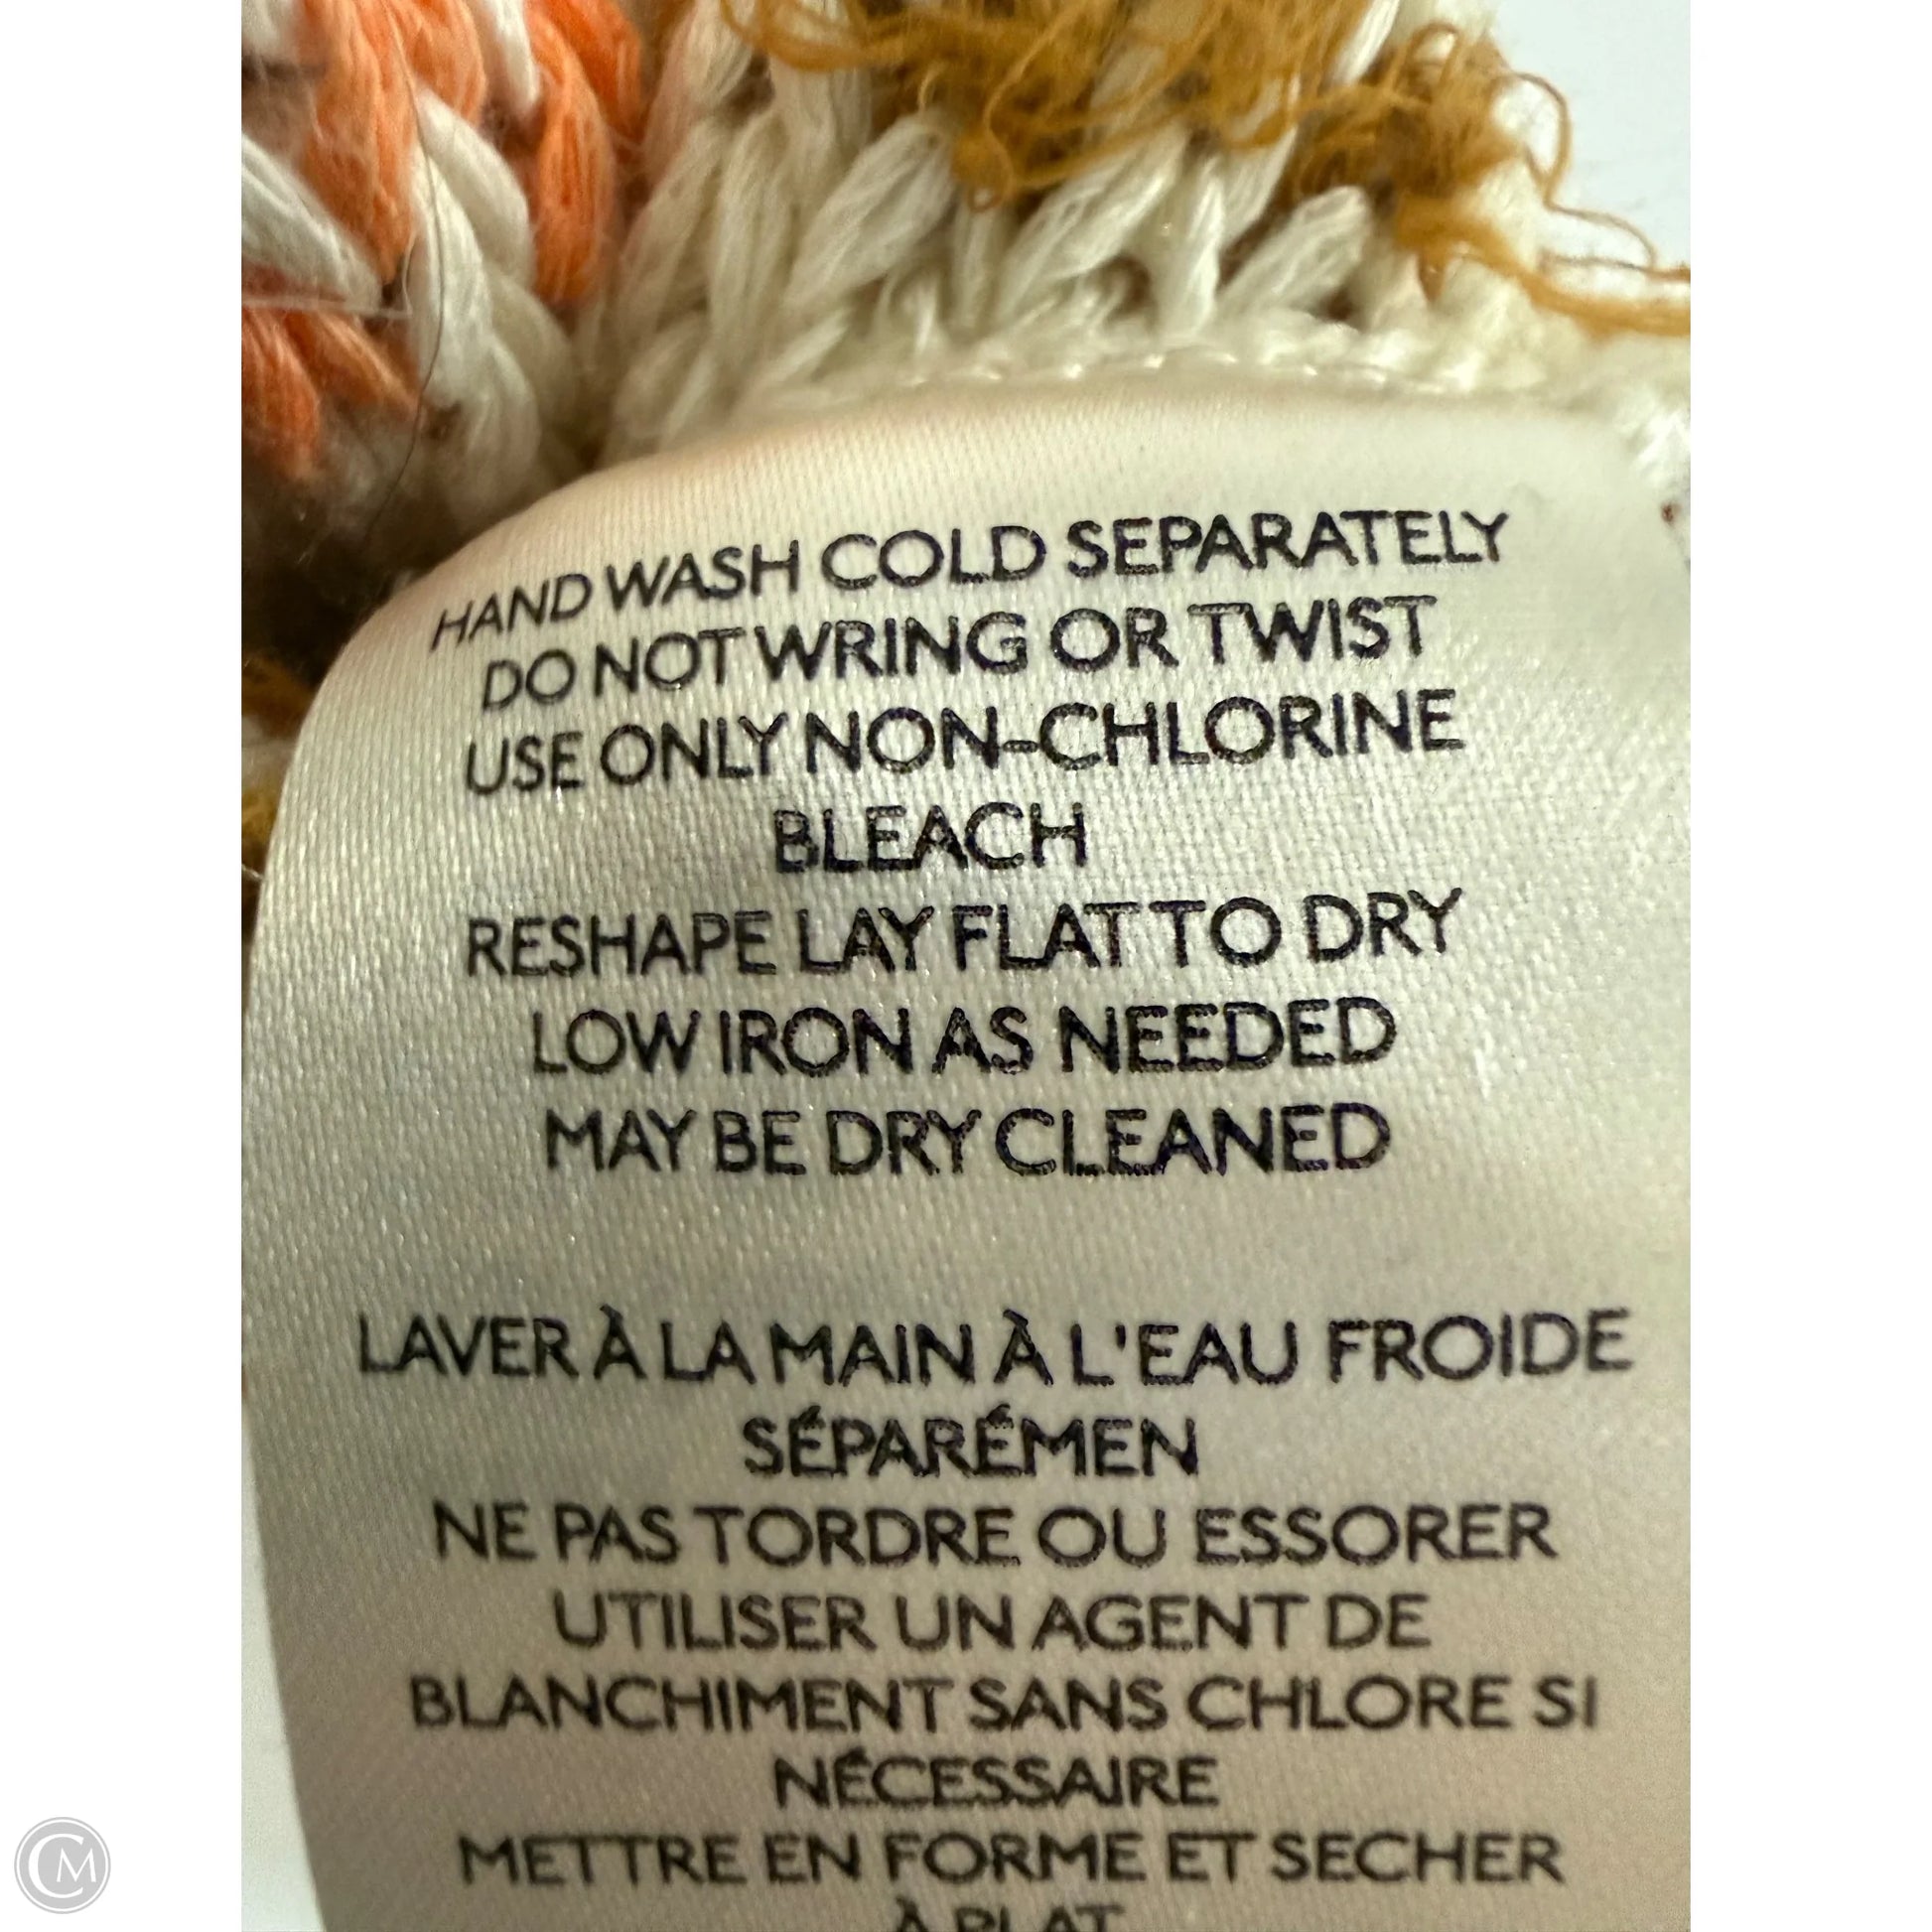 HAND WASH COLD SEPARATELY
DO NOT WRING OR TWIST
USE ONLY NON-CHLORINE
BLEACH
RESHAPE LAY FLAT TO DRY
LOW IRON AS NEEDED
MAY BE DRY CLEANED
LAVER À LA MAIN À L'EAU FROIDE
SÉPARÉMEN
NE PAS TORDRE OU ESSORER
UTILISER UN AGENT DE
BLANCHIMENT SANS CHLORE SI
NÉCESSAIRE
METTRE EN FORME ET SECHER
À PLAT
CM